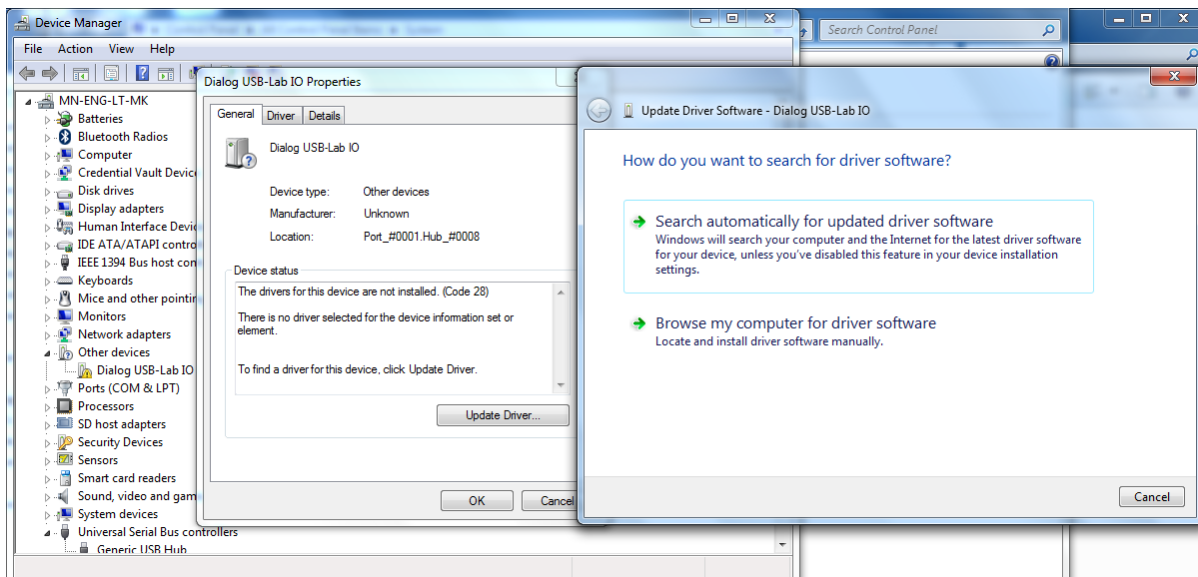 Device Manager
File Action View Help
MN-ENG-LT-MK
Batteries
Bluetooth Radios
Computer
Credential Vault Device
Disk drives
Display adapters
Human Interface Devic
IDE ATA/ATAPI contro
IEEE 1394 Bus host con
Keyboards
Mice and other pointin
Monitors
Network adapters
Other devices
Dialog USB-Lab IO
Ports (COM & LPT)
Processors
SD host adapters
Security Devices
Sensors
Smart card readers
Sound, video and gam
System devices
Universal Serial Bus controllers
Generic USB Hub
Dialog USB-Lab IO Properties
General Driver Details
Dialog USB-Lab IO
Device type: Other devices
Manufacturer: Unknown
Location: Port_#0001.Hub_#0008
Device status
The drivers for this device are not installed. (Code 28)
There is no driver selected for the device information set or
element.
To find a driver for this device, click Update Driver.
Update Driver...
OK Cancel
Search Control Panel
Update Driver Software - Dialog USB-Lab IO
How do you want to search for driver software?
Search automatically for updated driver software
Windows will search your computer and the Internet for the latest driver software
for your device, unless you've disabled this feature in your device installation
settings.
Browse my computer for driver software
Locate and install driver software manually.
Cancel